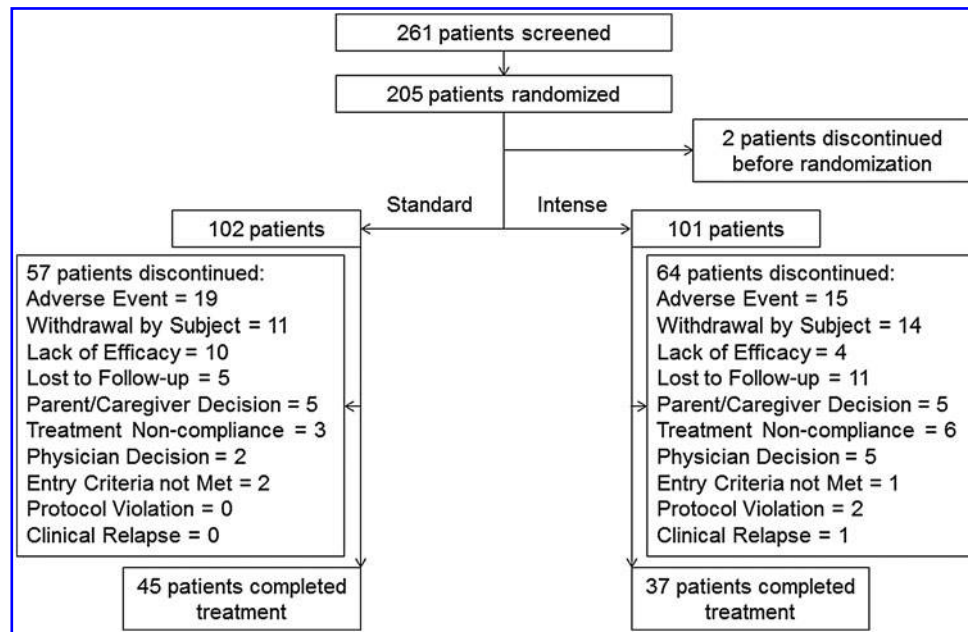 261 patients screened
205 patients randomized
2 patients discontinued
before randomization
Standard
Intense
102 patients
101 patients
57 patients discontinued:
Adverse Event = 19
Withdrawal by Subject = 11
Lack of Efficacy = 10
Lost to Follow-up = 5
Parent/Caregiver Decision = 5
Treatment Non-compliance = 3
Physician Decision = 2
Entry Criteria not Met = 2
Protocol Violation = 0
Clinical Relapse = 0
64 patients discontinued:
Adverse Event = 15
Withdrawal by Subject = 14
Lack of Efficacy = 4
Lost to Follow-up = 11
Parent/Caregiver Decision = 5
Treatment Non-compliance = 6
Physician Decision = 5
Entry Criteria not Met = 1
Protocol Violation = 2
Clinical Relapse = 1
45 patients completed
treatment
37 patients completed
treatment